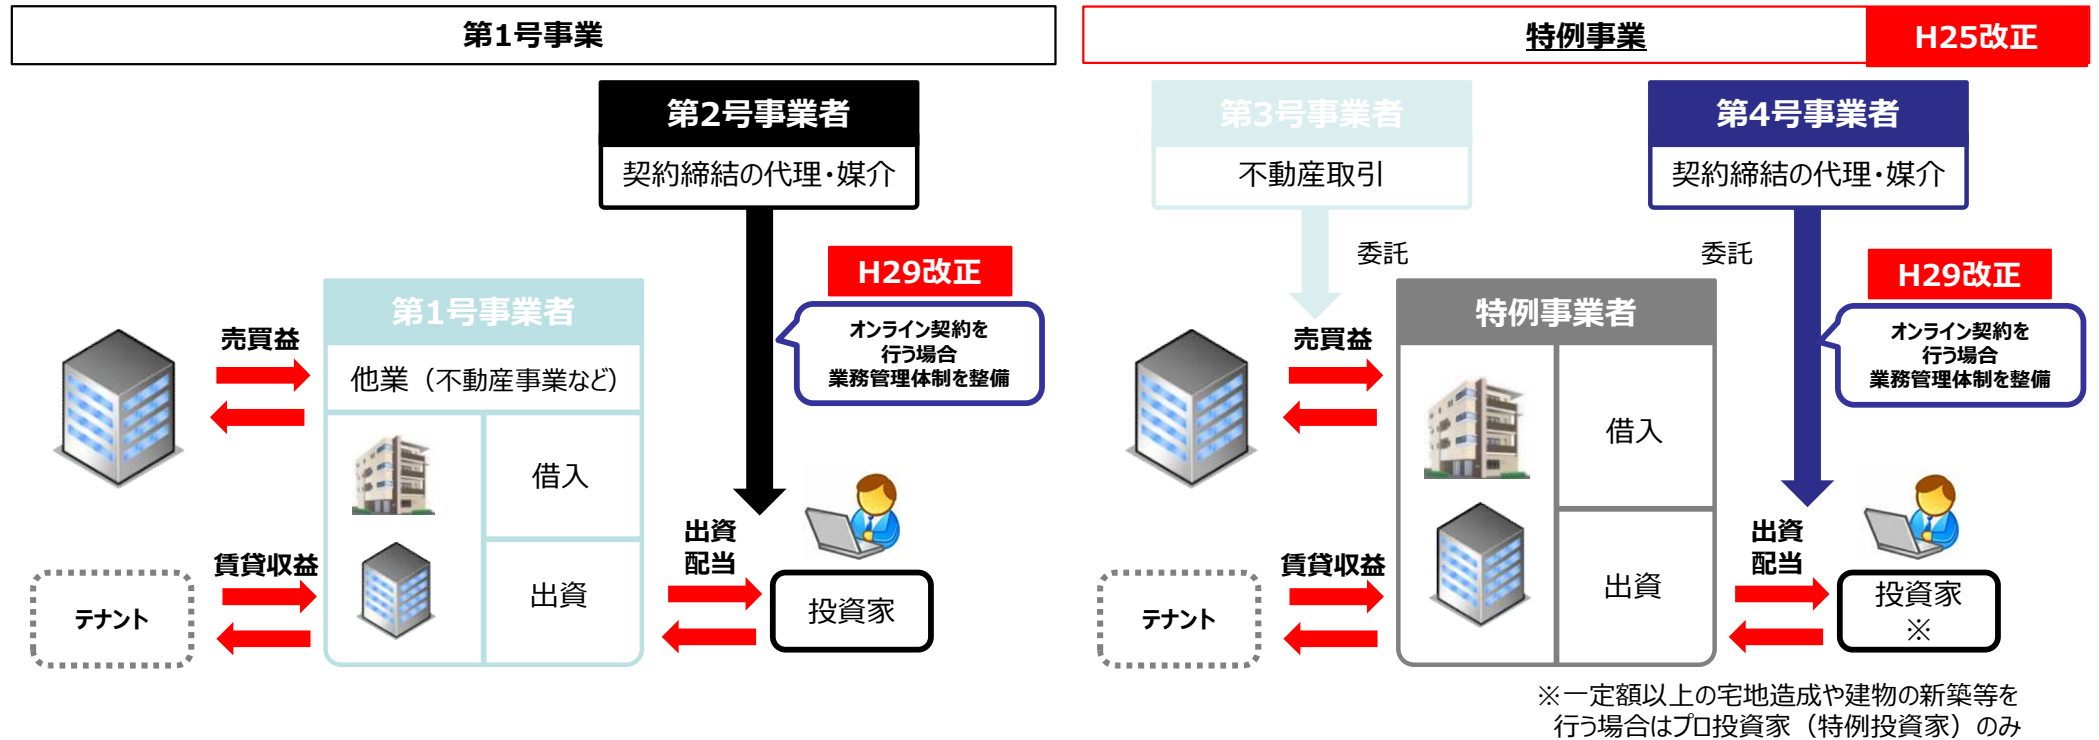 第1号事業
第2号事業者
契約締結の代理・媒介
H29改正
オンライン契約を
行う場合
業務管理体制を整備
第1号事業者
他業（不動産事業など）
借入
出資
売買益
賃貸収益
テナント
出資
配当
投資家
特例事業
H25改正
第3号事業者
不動産取引
委託
第4号事業者
契約締結の代理・媒介
委託
H29改正
オンライン契約を
行う場合
業務管理体制を整備
特例事業者
借入
出資
売買益
賃貸収益
テナント
出資
配当
投資家
※
※一定額以上の宅地造成や建物の新築等を
行う場合はプロ投資家（特例投資家）のみ